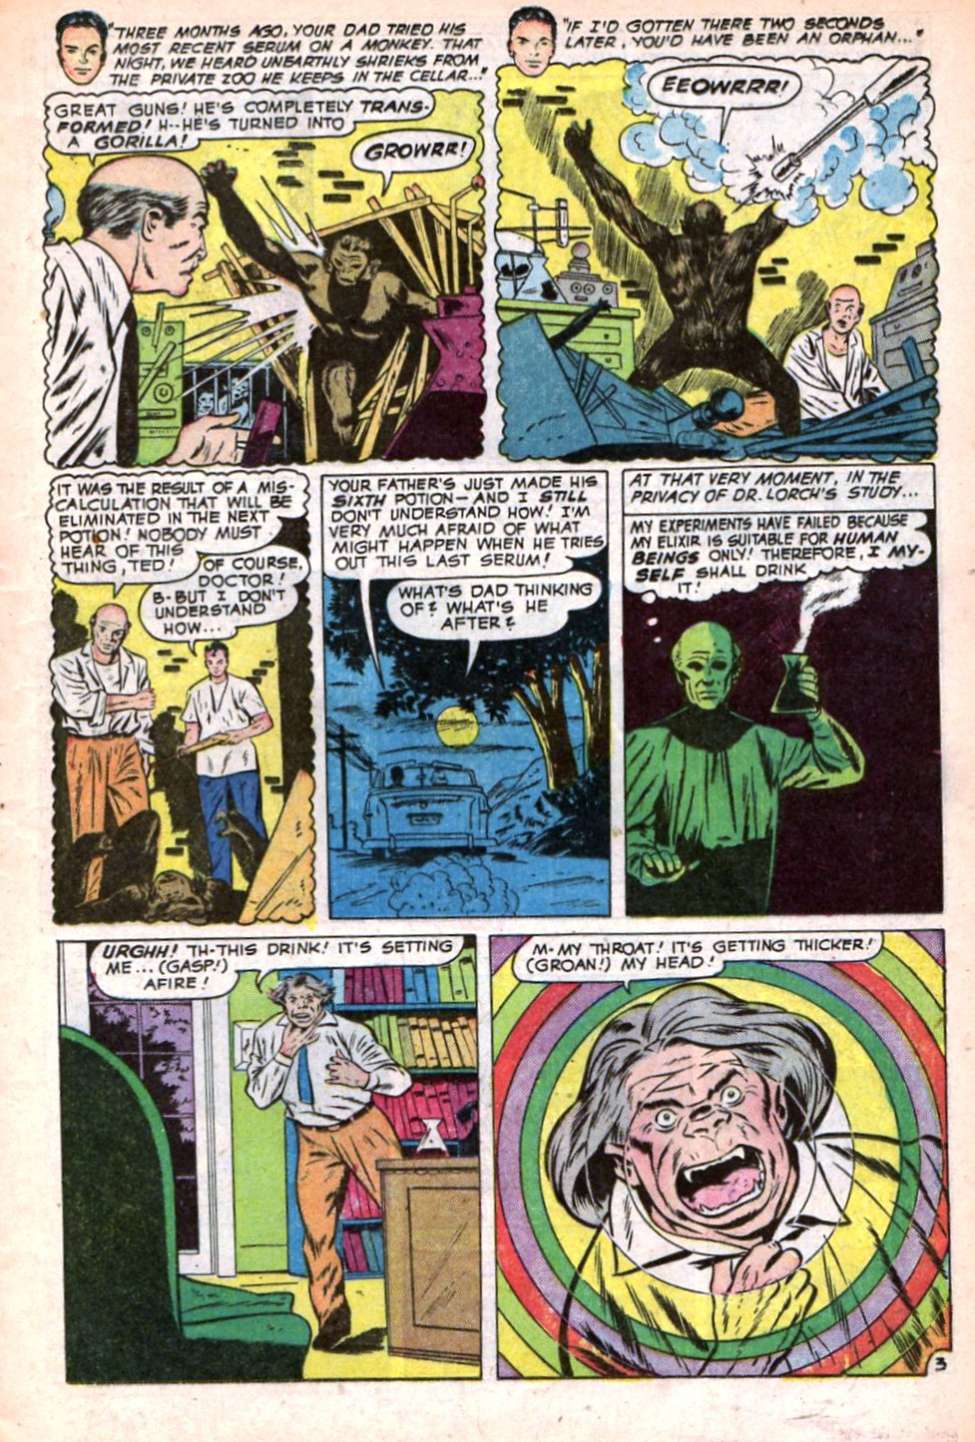 "THREE MONTHS AGO, YOUR DAD TRIED HIS
MOST RECENT SERUM ON A MONKEY. THAT
NIGHT, WE HEARD UNEARTHLY SHRIEKS FROM
THE PRIVATE ZOO HE KEEPS IN THE CELLAR..."
GREAT GUNS! HE'S COMPLETELY TRANS-
FORMED! H--HE'S TURNED INTO
A GORILLA!
GROWRR!
"IF I'D GOTTEN THERE TWO SECONDS
LATER, YOU'D HAVE BEEN AN ORPHAN..."
EEOWRRR!
IT WAS THE RESULT OF A MIS-
CALCULATION THAT WILL BE
ELIMINATED IN THE NEXT
POTION! NOBODY MUST
HEAR OF THIS
THING, TED!
OF COURSE,
DOCTOR!
B-BUT I DON'T
UNDERSTAND
HOW...
YOUR FATHER'S JUST MADE HIS
SIXTH POTION-AND I STILL
DON'T UNDERSTAND HOW! I'M
VERY MUCH AFRAID OF WHAT
MIGHT HAPPEN WHEN HE TRIES
OUT THIS LAST SERUM!
WHAT'S DAD THINKING
OF? WHAT'S HE
AFTER?
AT THAT VERY MOMENT, IN THE
PRIVACY OF DR. LORCH'S STUDY...
MY EXPERIMENTS HAVE FAILED BECAUSE
MY ELIXIR IS SUITABLE FOR HUMAN
BEINGS ONLY! THEREFORE, I MY-
SELF SHALL DRINK
IT!
URGHH! TH-THIS DRINK! IT'S SETTING
ME... (GASP!)
AFIRE!
M-MY THROAT! IT'S GETTING THICKER!
(GROAN!) MY HEAD!
3